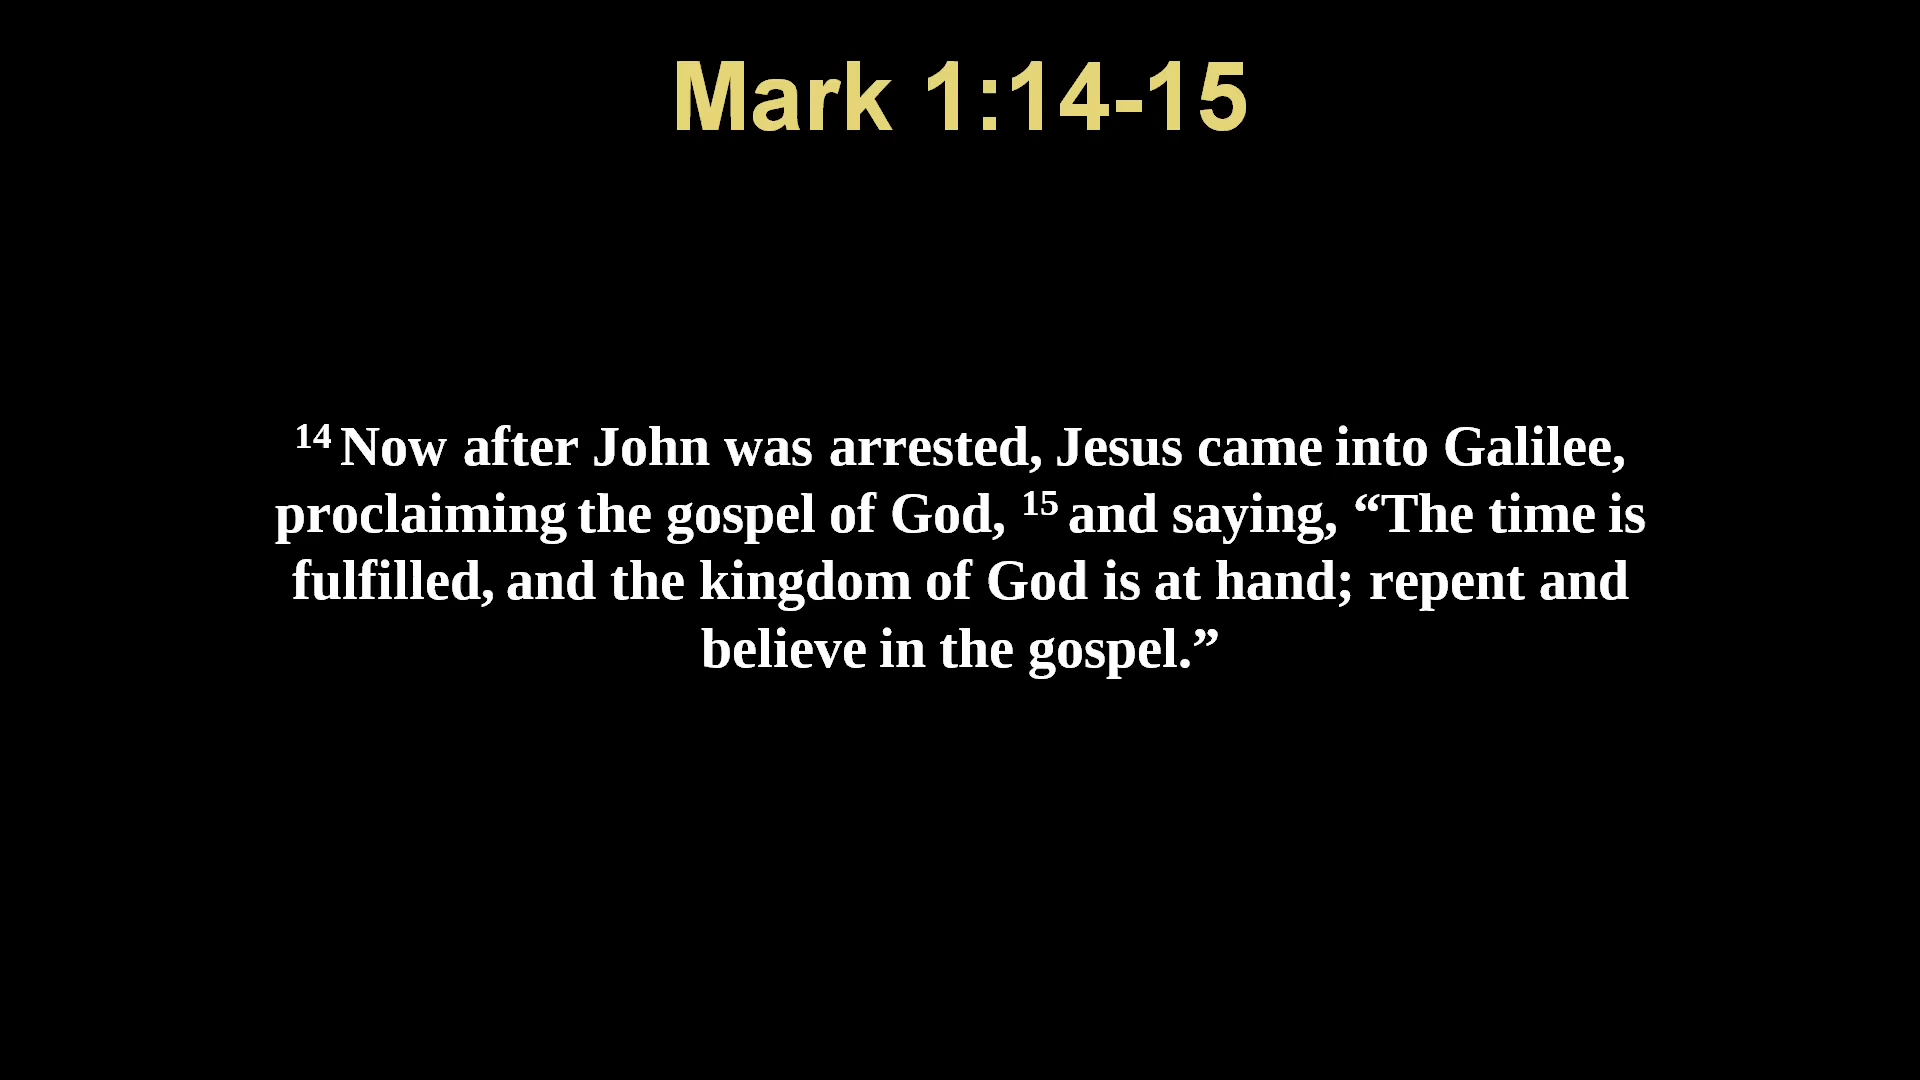 Mark 1:14-15
14 Now after John was arrested, Jesus came into Galilee,
proclaiming the gospel of God, 15 and saying, “The time is
fulfilled, and the kingdom of God is at hand; repent and
believe in the gospel.”